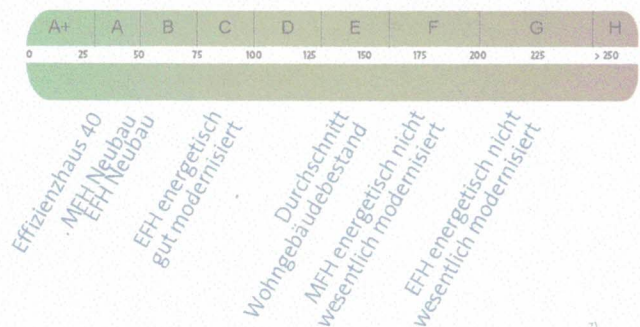 A+ A B C D E F G H
0 25 50 75 100 125 150 175 200 225 > 250
Effizienzhaus 40
MFH Neubau
EFH Neubau
EFH energetisch
gut modernisiert
Durchschnitt
Wohngebäudebestand
MFH energetisch nicht
wesentlich modernisiert
EFH energetisch nicht
wesentlich modernisiert